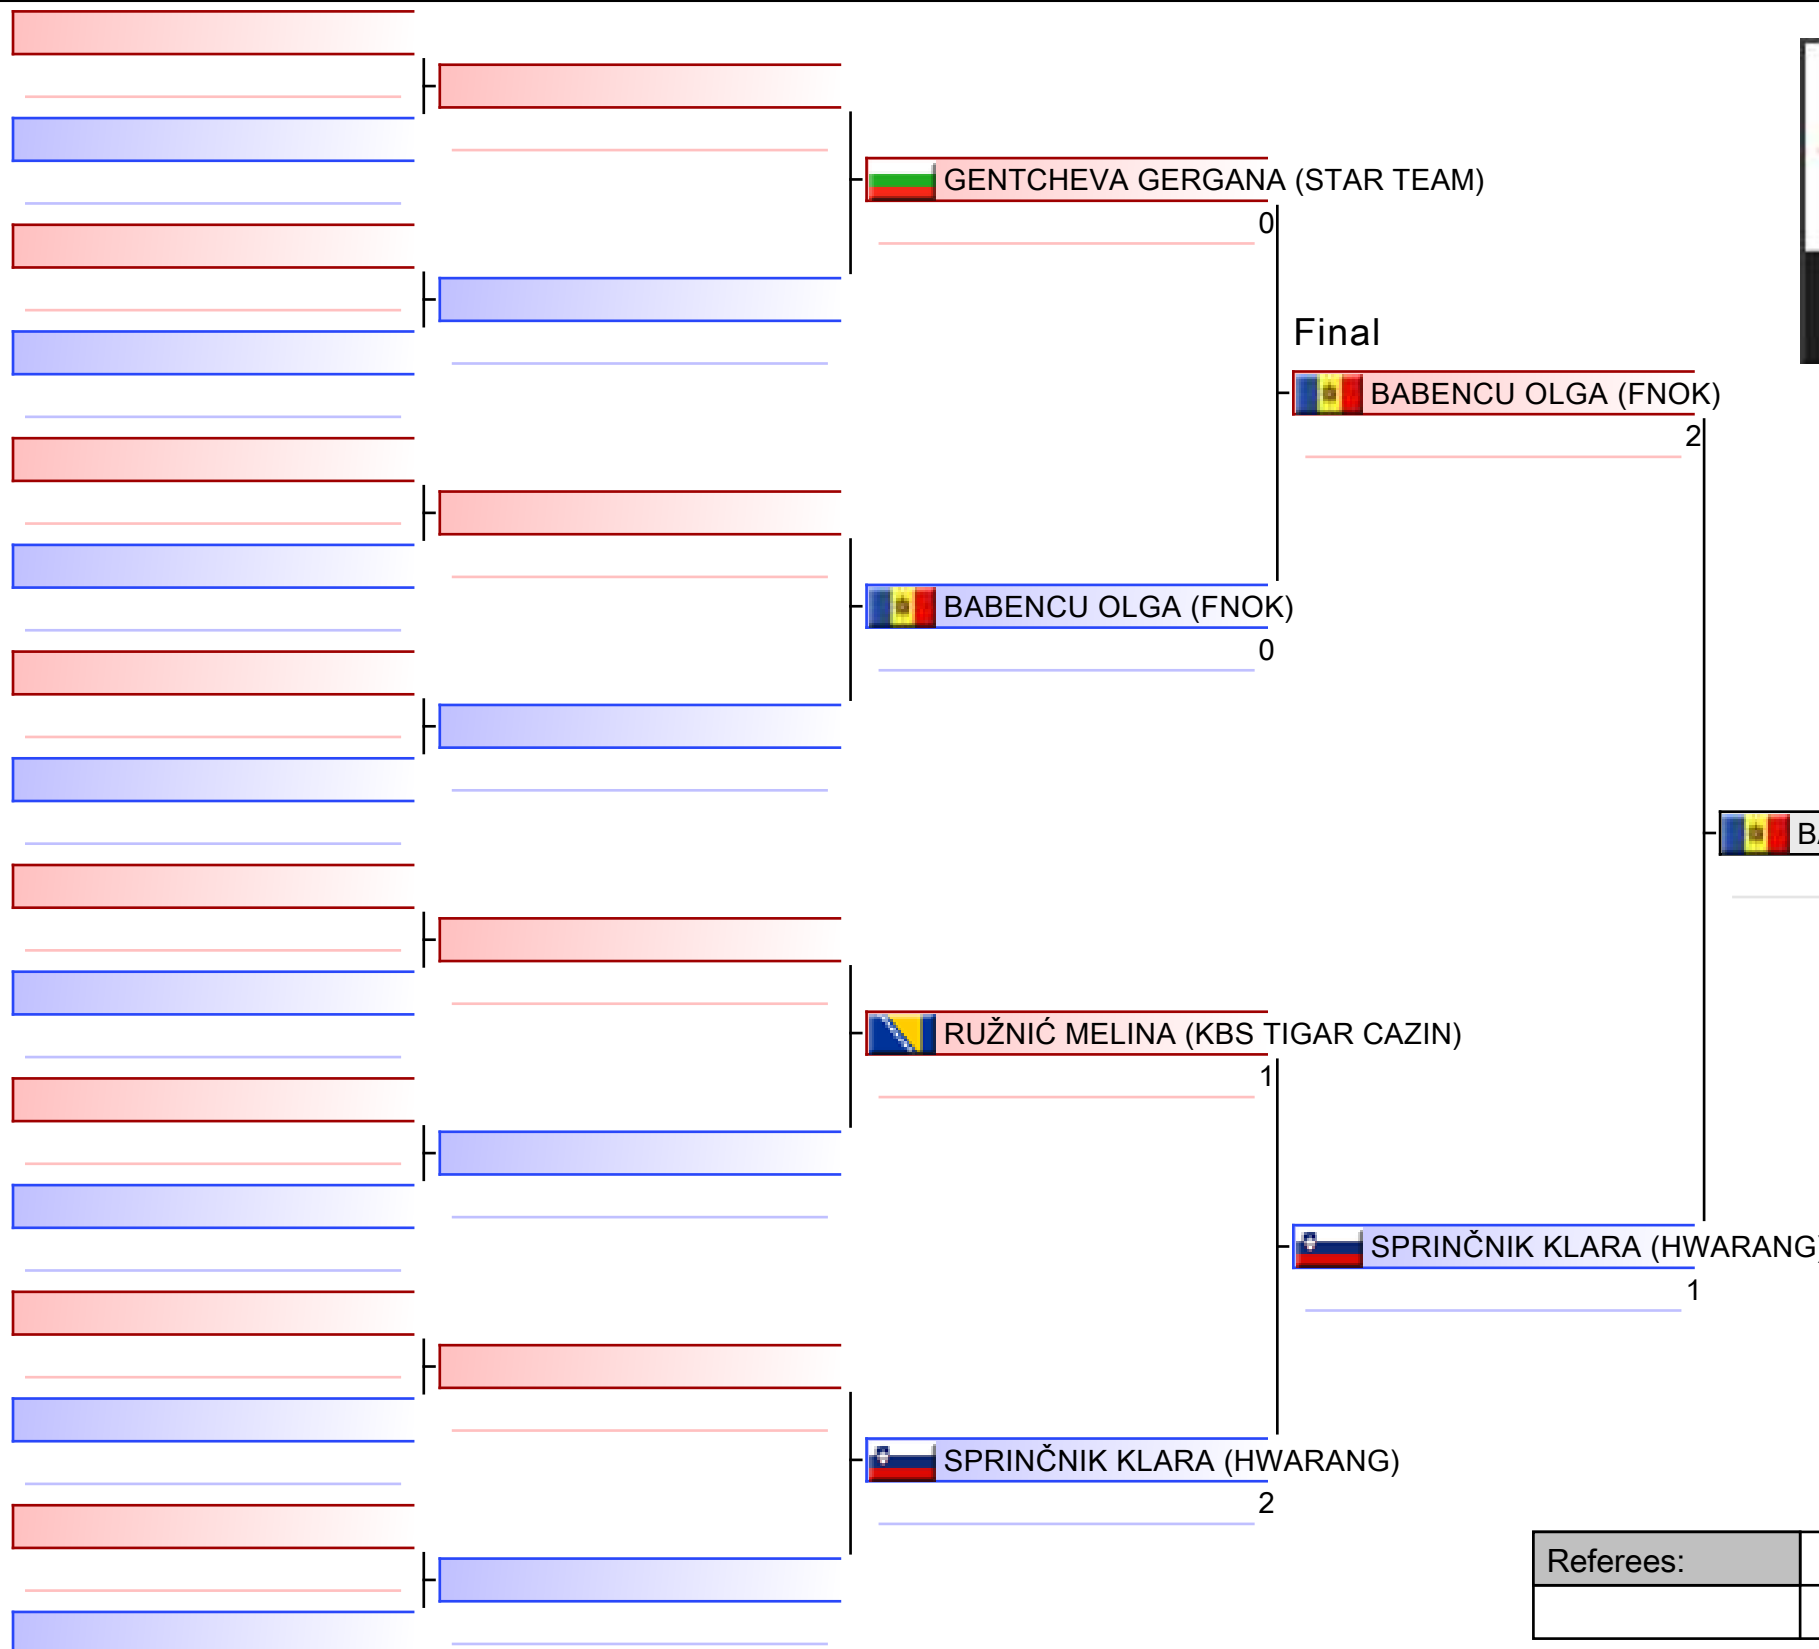 GENTCHEVA GERGANA (STAR TEAM)
0
Final
BABENCU OLGA (FNOK)
2
BABENCU OLGA (FNOK)
0
RUŽNIĆ MELINA (KBS TIGAR CAZIN)
1
SPRINČNIK KLARA (HWARANG)
1
SPRINČNIK KLARA (HWARANG)
2
Referees: